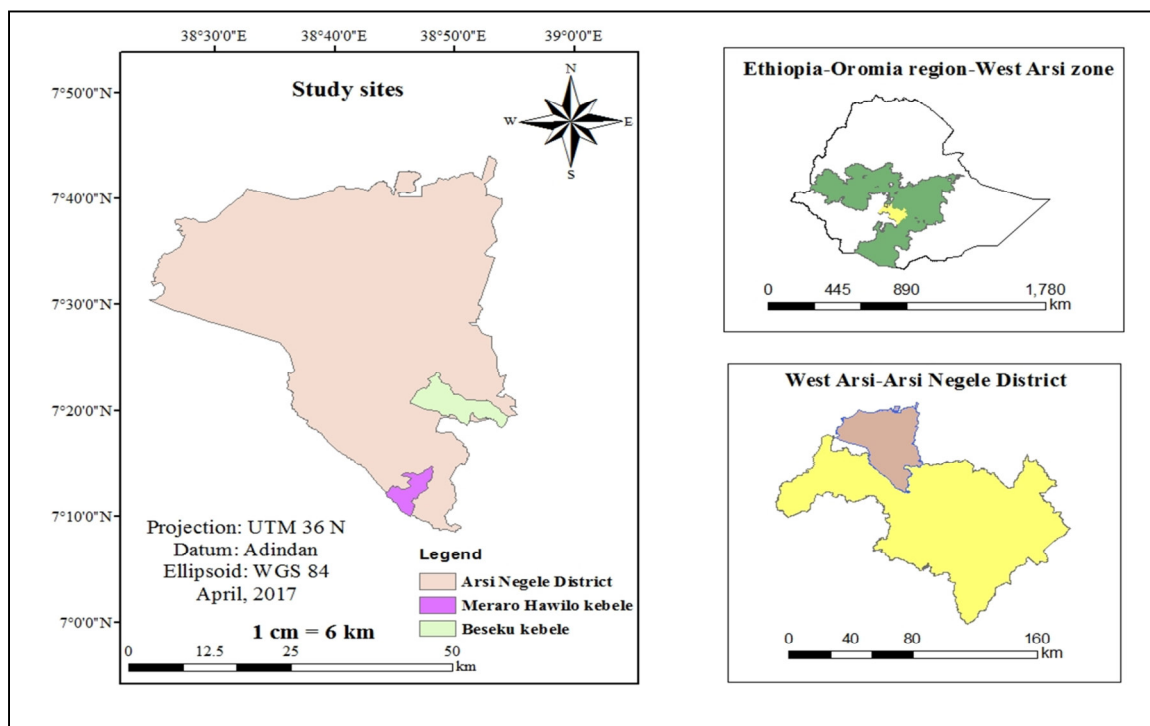 38°30'0"E 38°40'0"E 38°50'0"E 39°0'0"E
Study sites
N
W E
S
7°50'0"N
7°40'0"N
7°30'0"N
7°20'0"N
7°10'0"N
7°0'0"N
Projection: UTM 36 N
Datum: Adindan
Ellipsoid: WGS 84
April, 2017
1 cm = 6 km
0 12.5 25 50
km
Legend
Arsi Negele District
Meraro Hawilo kebele
Beseku kebele
Ethiopia-Oromia region-West Arsi zone
0 445 890 1,780
km
West Arsi-Arsi Negele District
0 40 80 160
km